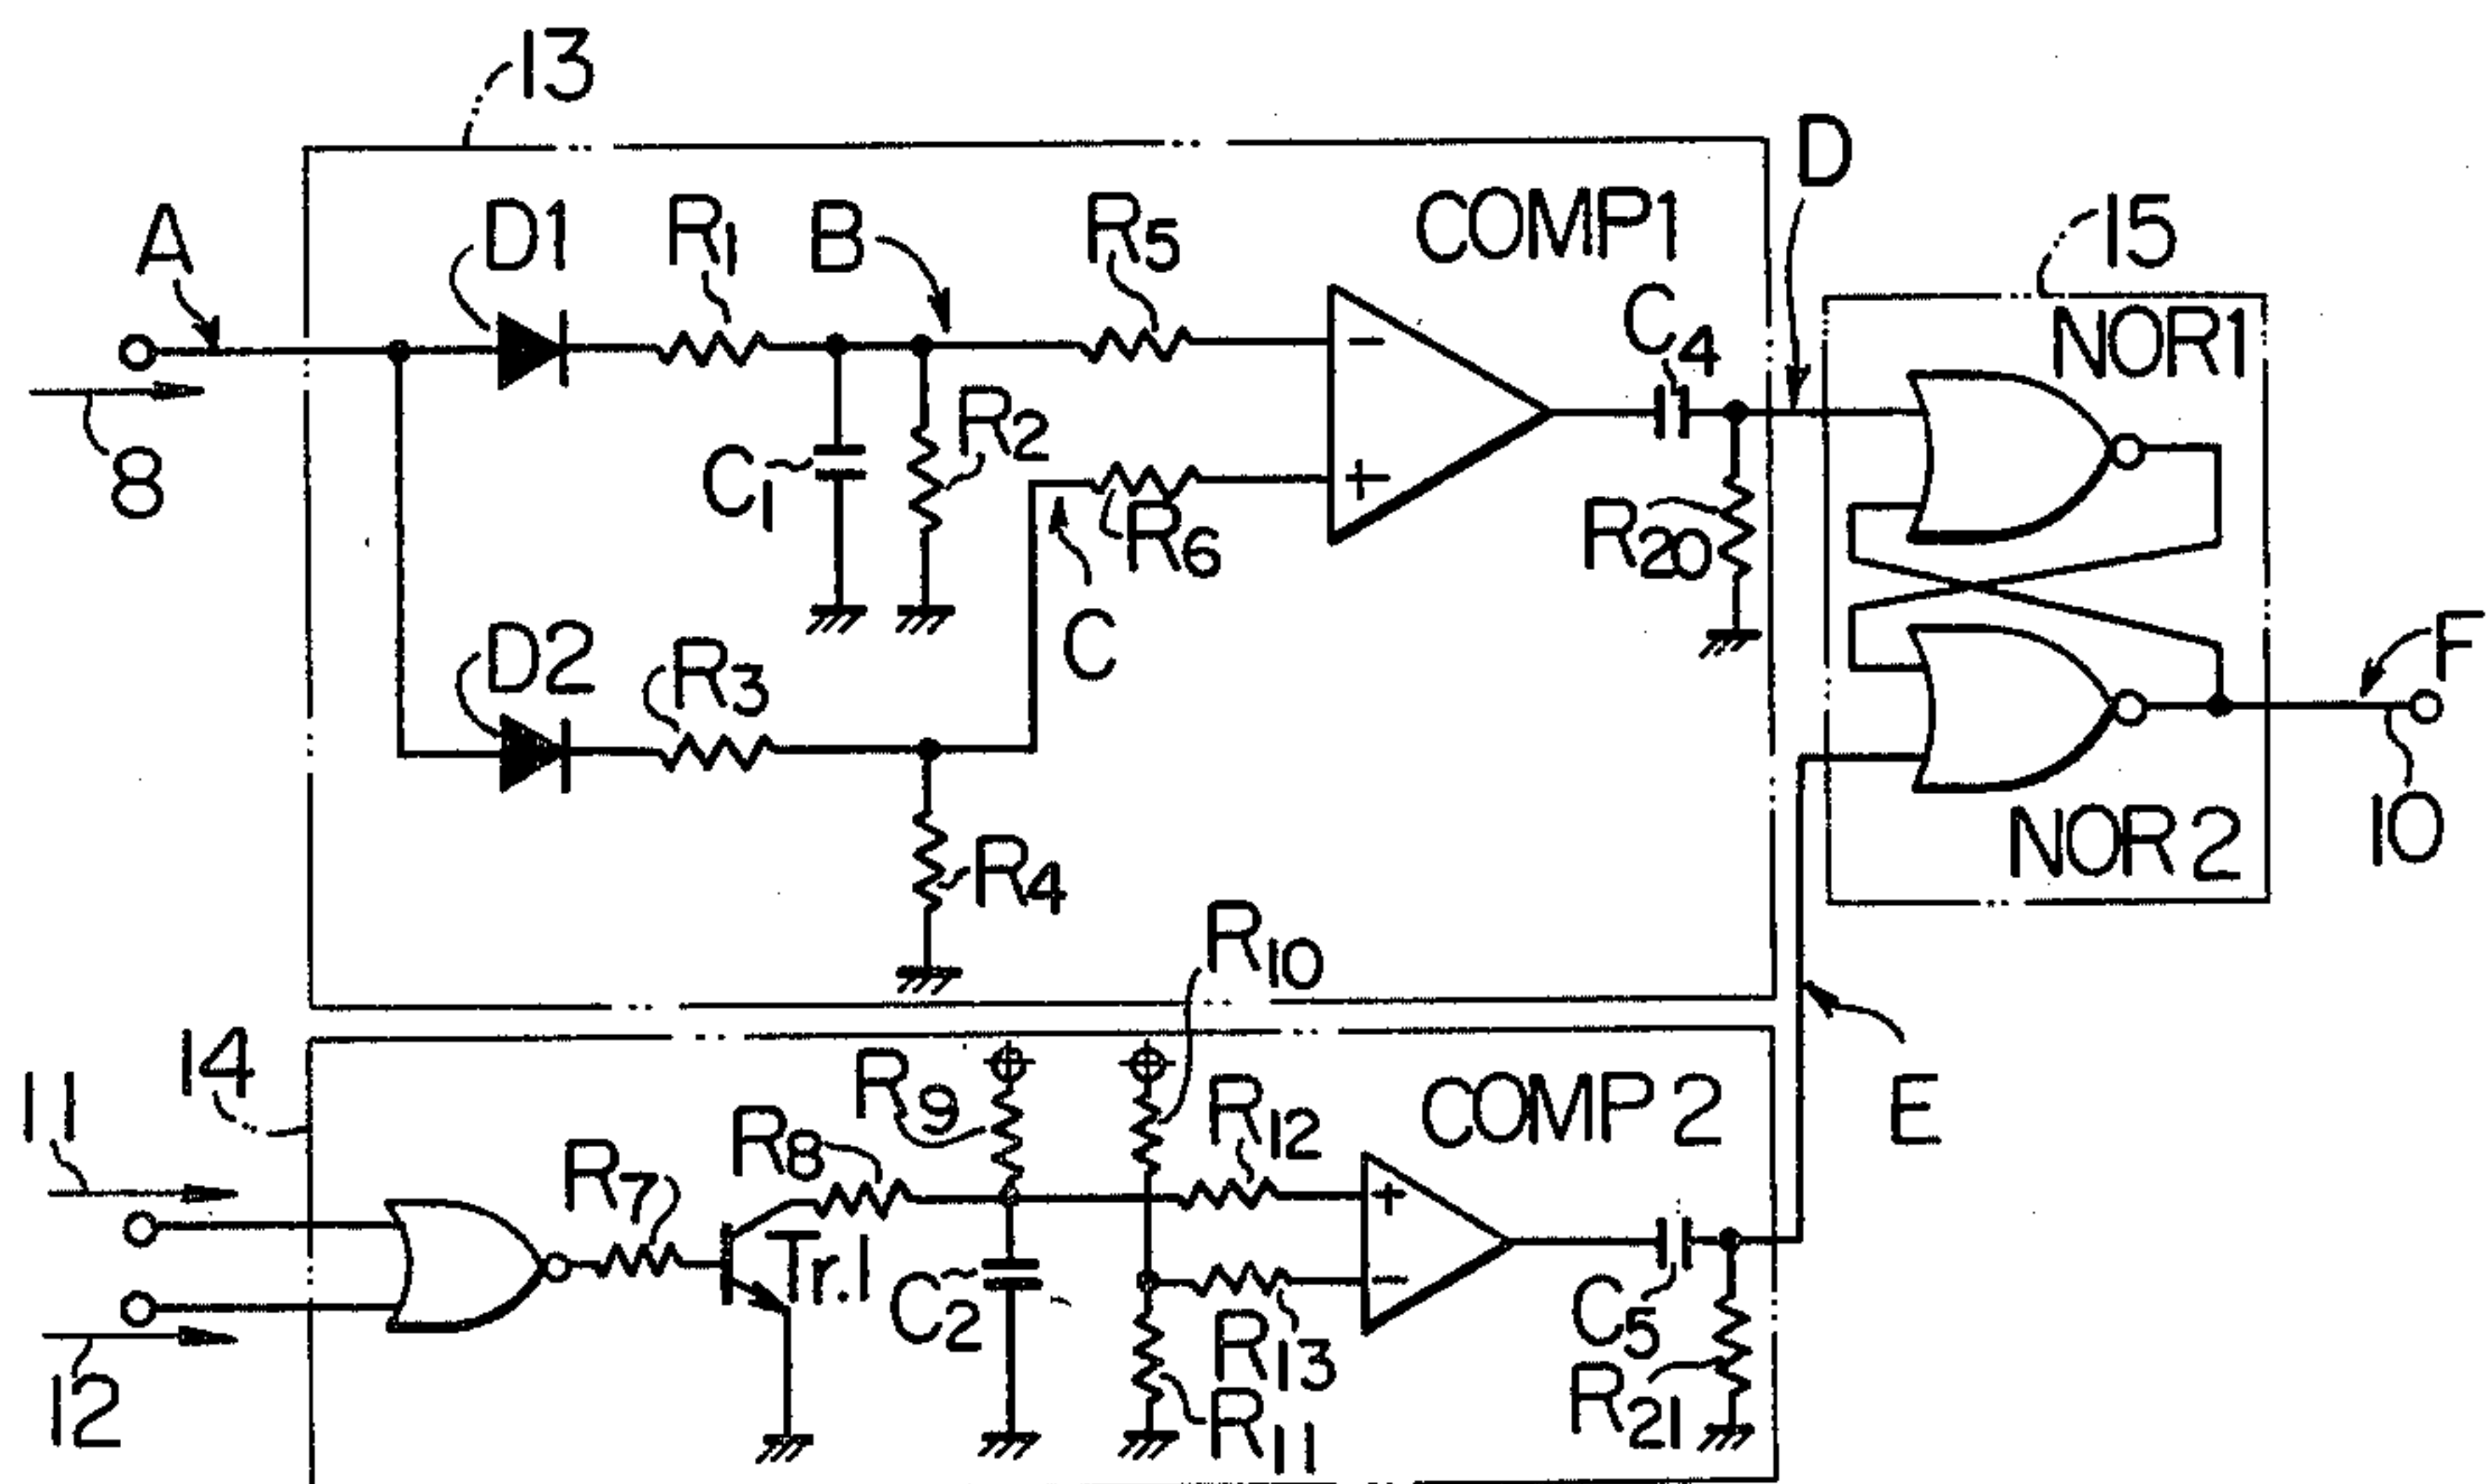 13
A
D1
R1
B
R5
COMP1
D
15
C4
NOR1
8
C1
R2
R6
R20
C
D2
R3
F
R4
10
NOR2
R10
14
11
R9
R12
COMP2
E
R8
R7
Tr.1
C2
R13
C5
12
R11
R21